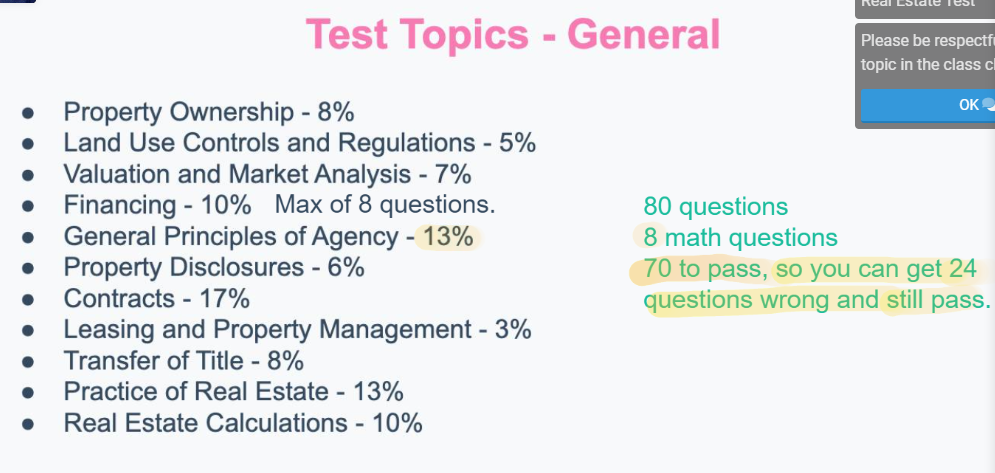 Test Topics - General
Real Estate Test
Please be respectf
topic in the class c
OK
● Property Ownership - 8%
● Land Use Controls and Regulations - 5%
● Valuation and Market Analysis - 7%
● Financing - 10% Max of 8 questions.
● General Principles of Agency - 13%
● Property Disclosures - 6%
● Contracts - 17%
● Leasing and Property Management - 3%
● Transfer of Title - 8%
● Practice of Real Estate - 13%
● Real Estate Calculations - 10%
80 questions
8 math questions
70 to pass, so you can get 24
questions wrong and still pass.